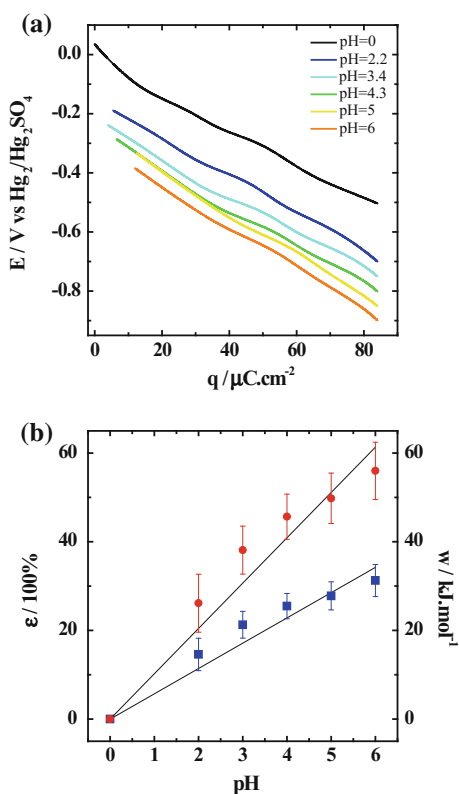 (a)
0.0
-0.2
-0.4
-0.6
-0.8
E / V vs Hg2/Hg2SO4
pH=0
pH=2.2
pH=3.4
pH=4.3
pH=5
pH=6
0 20 40 60 80 100
q /μC.cm-2
(b)
60
40
20
0
ε / 100%
60
40
20
0
w / kJ.mol-1
0 1 2 3 4 5 6
pH